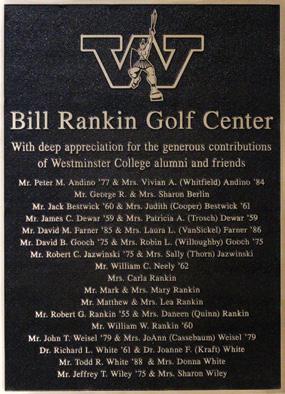 W
Bill Rankin Golf Center
With deep appreciation for the generous contributions
of Westminster College alumni and friends
Mr. Peter M. Andino '77 & Mrs. Vivian A. (Whitfield) Andino '84
Mr. George R. & Mrs. Sharon Berlin
Mr. Jack Bestwick '60 & Mrs. Judith (Cooper) Bestwick '61
Mr. James C. Dewar '59 & Mrs. Patricia A. (Trosch) Dewar '59
Mr. David M. Farner '85 & Mrs. Laura L. (VanSickel) Farner '86
Mr. David B. Gooch '75 & Mrs. Robin L. (Willoughby) Gooch '75
Mr. Robert C. Jazwinski '75 & Mrs. Sally (Thorn) Jazwinski
Mr. William C. Neely '62
Mrs. Carla Rankin
Mr. Mark & Mrs. Mary Rankin
Mr. Matthew & Mrs. Lea Rankin
Mr. Robert G. Rankin '55 & Mrs. Daneen (Quinn) Rankin
Mr. William W. Rankin '60
Mr. John T. Weisel '79 & Mrs. JoAnn (Cassebaum) Weisel '79
Dr. Richard L. White '61 & Dr. Joanne F. (Kraft) White
Mr. Todd R. White '88 & Mrs. Donna White
Mr. Jeffrey T. Wiley '75 & Mrs. Sharon Wiley